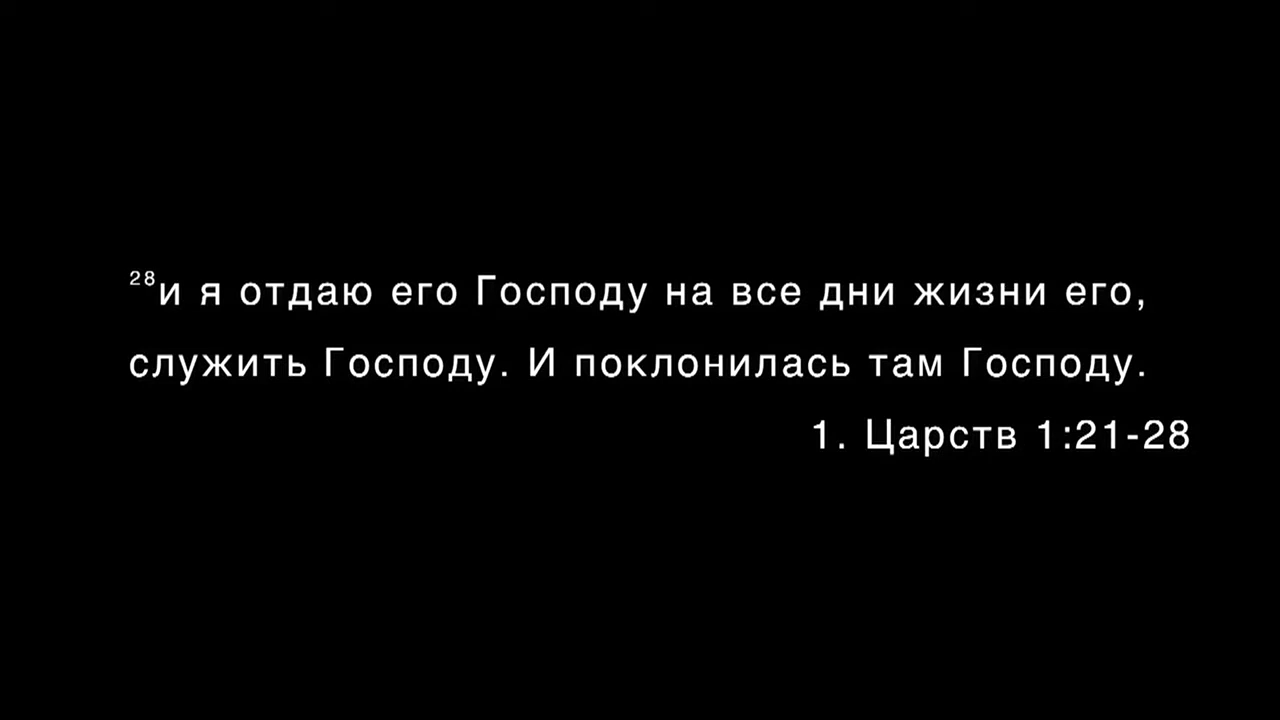 28и я отдаю его Господу на все дни жизни его,
служить Господу. И поклонилась там Господу.
1. Царств 1:21-28